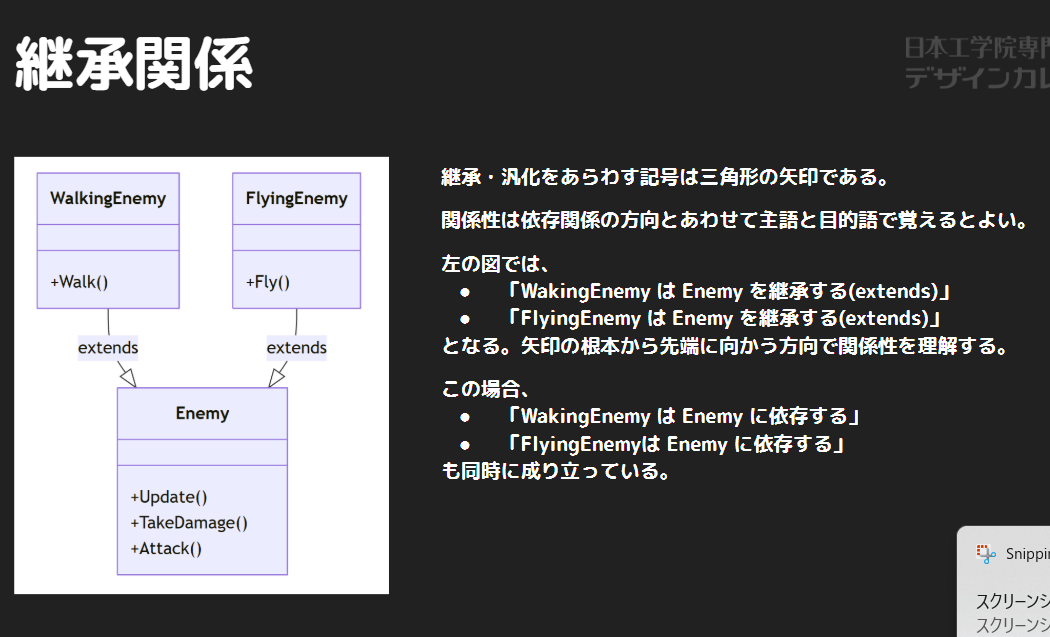 継承関係
日本工学院専門
デザインカレ
WalkingEnemy
+Walk()
FlyingEnemy
+Fly()
extends
extends
Enemy
+Update()
+TakeDamage()
+Attack()
継承・汎化をあらわす記号は三角形の矢印である。
関係性は依存関係の方向とあわせて主語と目的語で覚えるとよい。
左の図では、
● 「WakingEnemy は Enemy を継承する(extends)」
● 「FlyingEnemy は Enemy を継承する(extends)」
となる。矢印の根本から先端に向かう方向で関係性を理解する。
この場合、
● 「WakingEnemy は Enemy に依存する」
● 「FlyingEnemyは Enemy に依存する」
も同時に成り立っている。
Snippin
スクリーンシ
スクリーンシ